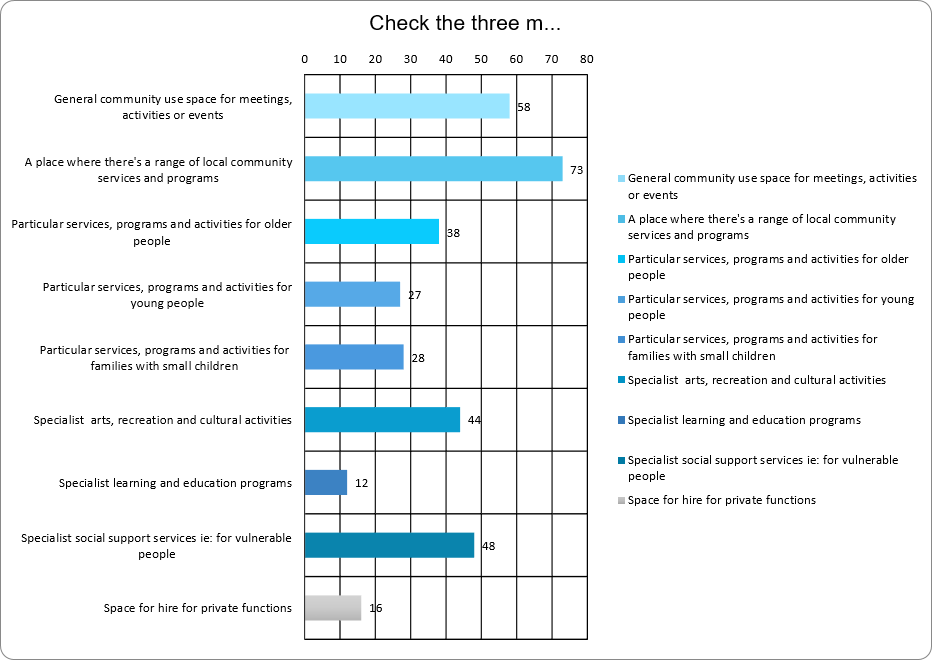 Check the three m...
0 10 20 30 40 50 60 70 80
General community use space for meetings,
activities or events
58
A place where there's a range of local community
services and programs
73
Particular services, programs and activities for older
people
38
Particular services, programs and activities for
young people
27
Particular services, programs and activities for
families with small children
28
Specialist  arts, recreation and cultural activities
44
Specialist learning and education programs
12
Specialist social support services ie: for vulnerable
people
48
Space for hire for private functions
16
General community use space for meetings, activities
or events
A place where there's a range of local community
services and programs
Particular services, programs and activities for older
people
Particular services, programs and activities for young
people
Particular services, programs and activities for
families with small children
Specialist  arts, recreation and cultural activities
Specialist learning and education programs
Specialist social support services ie: for vulnerable
people
Space for hire for private functions